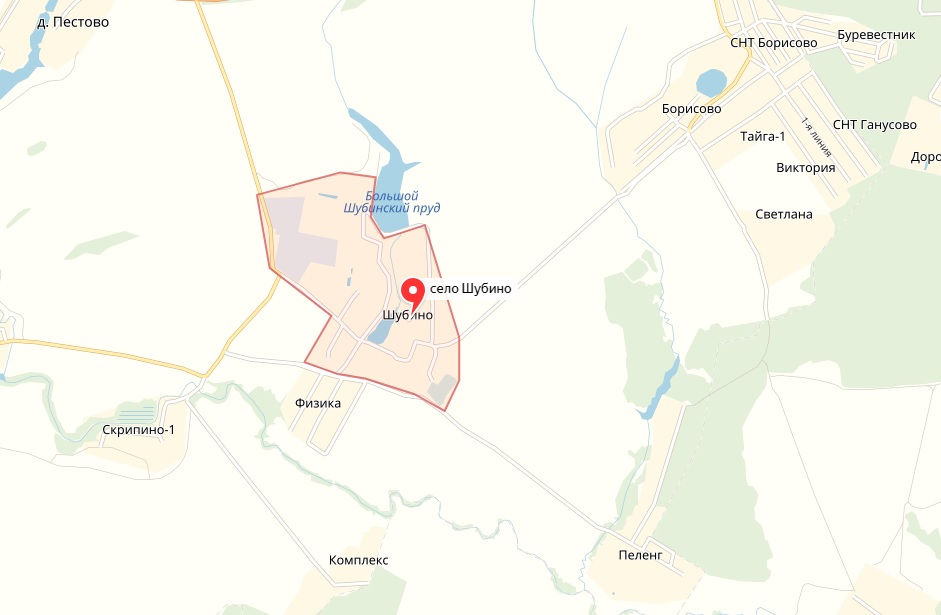 д. Пестово
Буревестник
СНТ Борисово
Борисово
СНТ Ганусово
1-я линия
Тайга-1
Доро
Виктория
Большой
Шубинский пруд
Светлана
село Шубино
Шубино
Физика
Скрипино-1
Пеленг
Комплекс